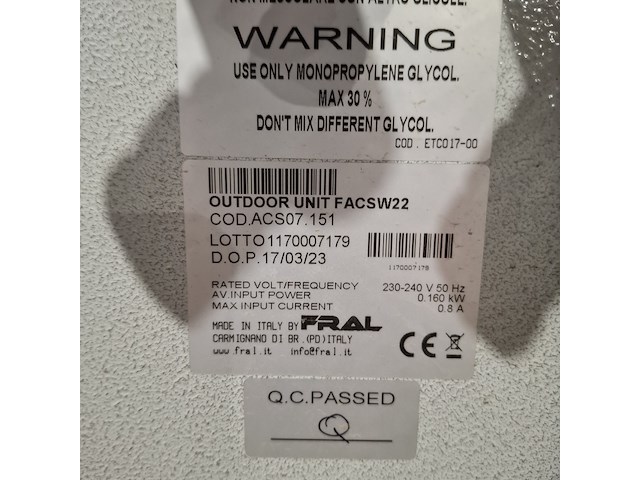 WARNING
USE ONLY MONOPROPYLENE GLYCOL.
MAX 30 %
DON'T MIX DIFFERENT GLYCOL.
COD. ETC017-00
OUTDOOR UNIT FACSW22
COD.ACS07.151
LOTTO1170007179
D.O.P.17/03/23
1170007179
RATED VOLT/FREQUENCY 230-240 V 50 Hz
AV.INPUT POWER 0.160 kW
MAX INPUT CURRENT 0.8 A
MADE IN ITALY BY FRAL
CARMIGNANO DI BR.(PD)ITALY
www.fral.it info@fral.it
CE
Q.C.PASSED